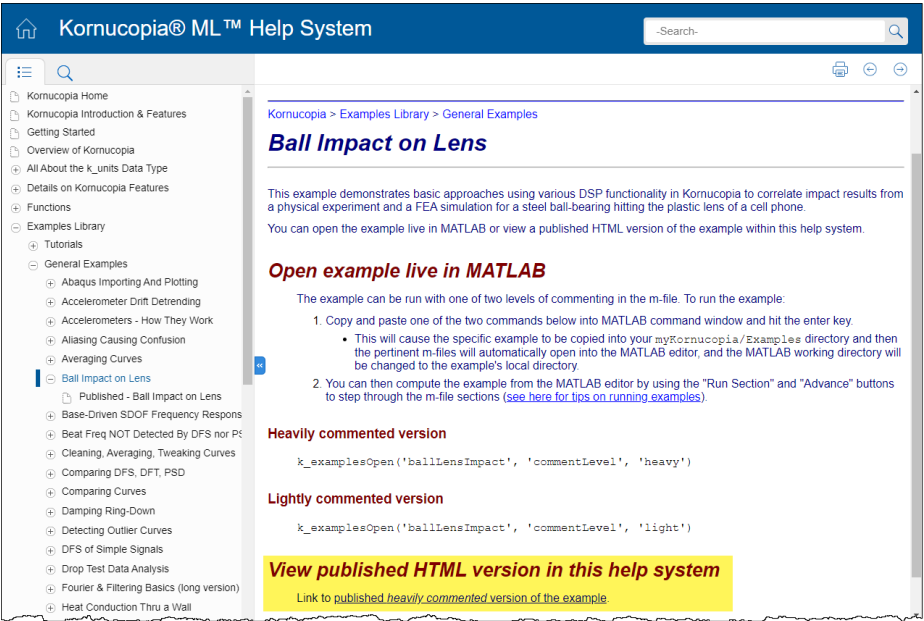 Kornucopia® ML™ Help System
-Search-
Kornucopia Home
Kornucopia Introduction & Features
Getting Started
Overview of Kornucopia
All About the k_units Data Type
Details on Kornucopia Features
Functions
Examples Library
Tutorials
General Examples
Abaqus Importing And Plotting
Accelerometer Drift Detrending
Accelerometers - How They Work
Aliasing Causing Confusion
Averaging Curves
Ball Impact on Lens
Published - Ball Impact on Lens
Base-Driven SDOF Frequency Respons
Beat Freq NOT Detected By DFS nor PS
Cleaning, Averaging, Tweaking Curves
Comparing DFS, DFT, PSD
Comparing Curves
Damping Ring-Down
Detecting Outlier Curves
DFS of Simple Signals
Drop Test Data Analysis
Fourier & Filtering Basics (long version)
Heat Conduction Thru a Wall
Kornucopia > Examples Library > General Examples
Ball Impact on Lens
This example demonstrates basic approaches using various DSP functionality in Kornucopia to correlate impact results from
a physical experiment and a FEA simulation for a steel ball-bearing hitting the plastic lens of a cell phone.
You can open the example live in MATLAB or view a published HTML version of the example within this help system.
Open example live in MATLAB
The example can be run with one of two levels of commenting in the m-file. To run the example:
1. Copy and paste one of the two commands below into MATLAB command window and hit the enter key.
• This will cause the specific example to be copied into your myKornucopia/Examples directory and then
the pertinent m-files will automatically open into the MATLAB editor, and the MATLAB working directory will
be changed to the example's local directory.
2. You can then compute the example from the MATLAB editor by using the "Run Section" and "Advance" buttons
to step through the m-file sections (see here for tips on running examples).
Heavily commented version
k_examplesOpen('ballLensImpact', 'commentLevel', 'heavy')
Lightly commented version
k_examplesOpen('ballLensImpact', 'commentLevel', 'light')
View published HTML version in this help system
Link to published heavily commented version of the example.